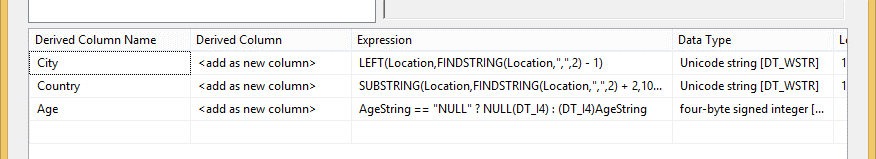 Derived Column Name Derived Column Expression Data Type Le
City <add as new column> LEFT(Location,FINDSTRING(Location,",",2) - 1) Unicode string [DT_WSTR] 1
Country <add as new column> SUBSTRING(Location,FINDSTRING(Location,",",2) + 2,10... Unicode string [DT_WSTR] 1
Age <add as new column> AgeString == "NULL" ? NULL(DT_I4) : (DT_I4)AgeString four-byte signed integer [...